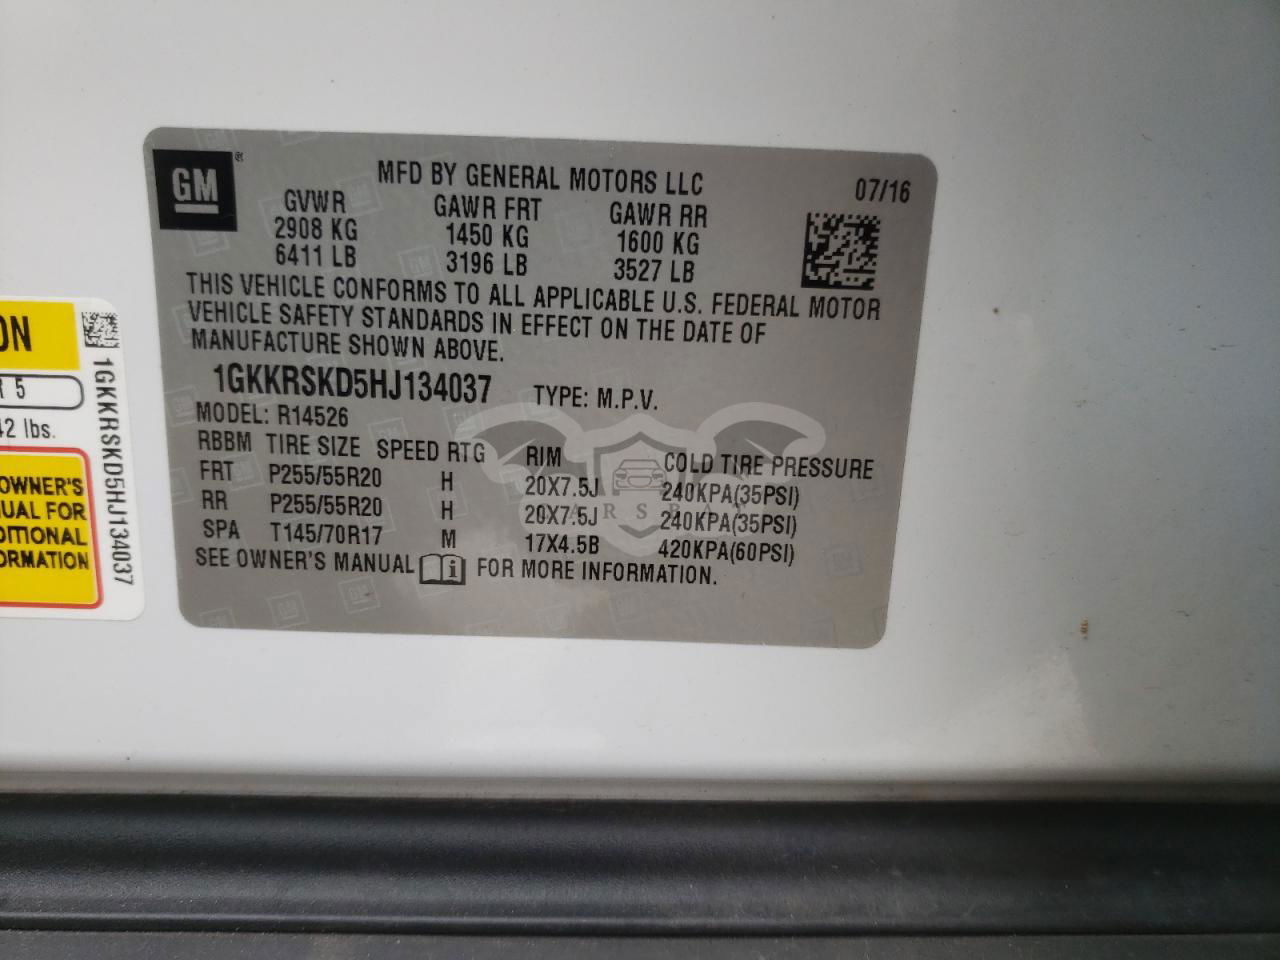 GM
MFD BY GENERAL MOTORS LLC
07/16
GVWR GAWR FRT GAWR RR
2908 KG 1450 KG 1600 KG
6411 LB 3196 LB 3527 LB
THIS VEHICLE CONFORMS TO ALL APPLICABLE U.S. FEDERAL MOTOR
VEHICLE SAFETY STANDARDS IN EFFECT ON THE DATE OF
MANUFACTURE SHOWN ABOVE.
1GKKRSKD5HJ134037 TYPE: M.P.V.
MODEL: R14526
RBBM TIRE SIZE SPEED RTG RIM COLD TIRE PRESSURE
FRT P255/55R20 H 20X7.5J 240KPA(35PSI)
RR P255/55R20 H 20X7.5J 240KPA(35PSI)
SPA T145/70R17 M 17X4.5B 420KPA(60PSI)
SEE OWNER'S MANUAL i FOR MORE INFORMATION.
ON
R 5
42 lbs.
OWNER'S
UAL FOR
DITIONAL
ORMATION
1GKKRSKD5HJ134037